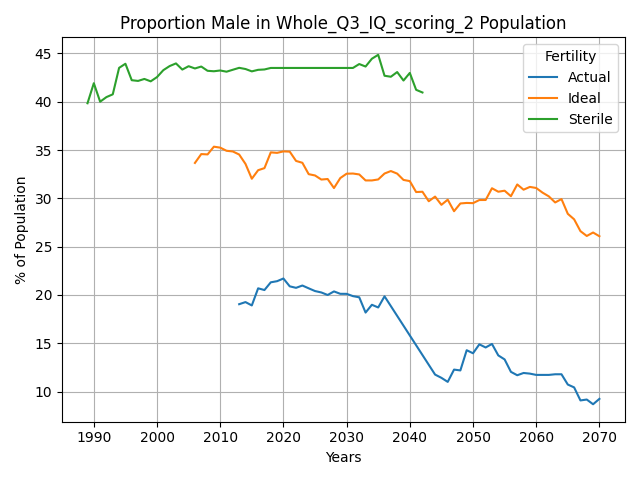 Proportion Male in Whole_Q3_IQ_scoring_2 Population
% of Population
45
40
35
30
25
20
15
10
Fertility
Actual
Ideal
Sterile
1990 2000 2010 2020 2030 2040 2050 2060 2070
Years